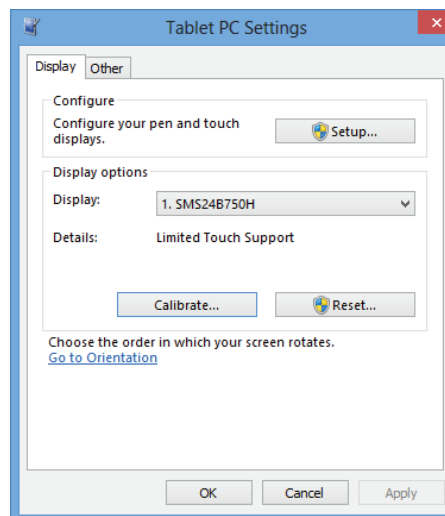 Tablet PC Settings
Display Other
Configure
Configure your pen and touch
displays.
Setup...
Display options
Display: 1. SMS24B750H
Details: Limited Touch Support
Calibrate... Reset...
Choose the order in which your screen rotates.
Go to Orientation
OK Cancel Apply